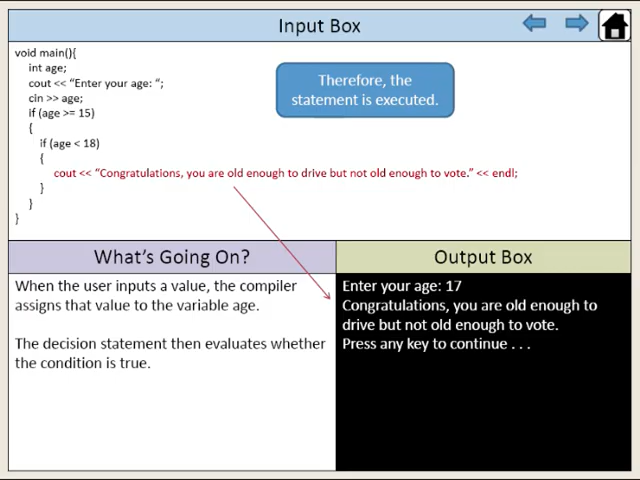 Input Box
void main(){
int age;
cout << “Enter your age: “;
cin >> age;
if (age >= 15)
{
if (age < 18)
{
cout << “Congratulations, you are old enough to drive but not old enough to vote.” << endl;
}
}
}
Therefore, the
statement is executed.
What’s Going On?
When the user inputs a value, the compiler
assigns that value to the variable age.
The decision statement then evaluates whether
the condition is true.
Output Box
Enter your age: 17
Congratulations, you are old enough to
drive but not old enough to vote.
Press any key to continue . . .